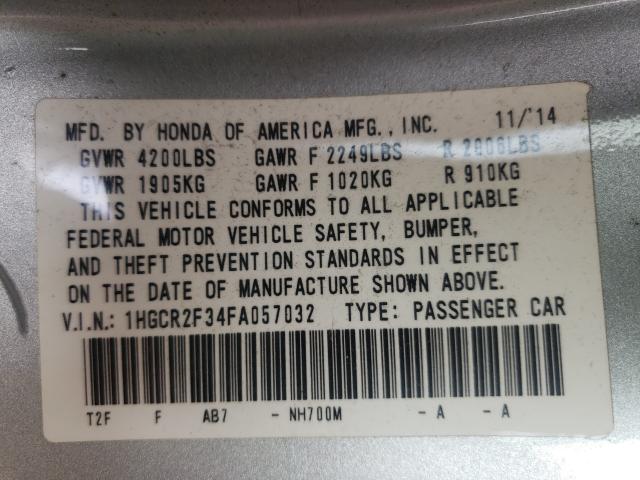 MFD. BY HONDA OF AMERICA MFG., INC. 11/'14
GVWR 4200LBS GAWR F 2249LBS R 2006LBS
GVWR 1905KG GAWR F 1020KG R 910KG
THIS VEHICLE CONFORMS TO ALL APPLICABLE
FEDERAL MOTOR VEHICLE SAFETY, BUMPER,
AND THEFT PREVENTION STANDARDS IN EFFECT
ON THE DATE OF MANUFACTURE SHOWN ABOVE.
V.I.N.: 1HGCR2F34FA057032 TYPE: PASSENGER CAR
T2F F AB7 - NH700M - A - A